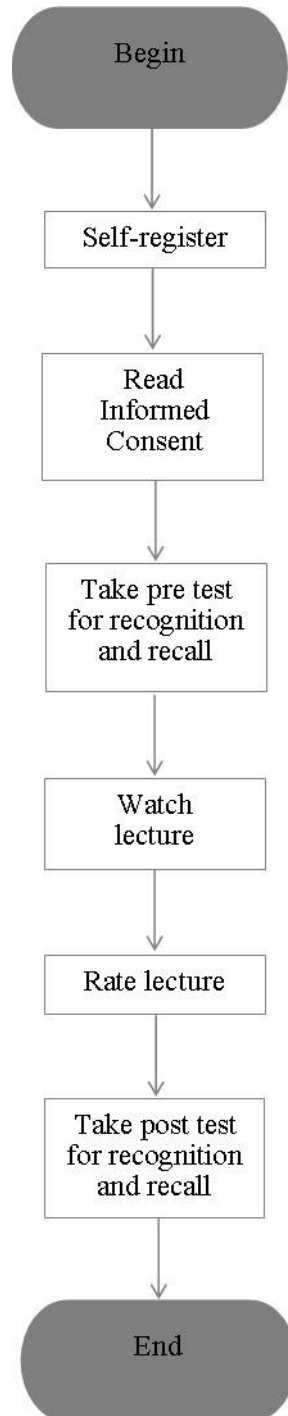 Begin
Self-register
Read
Informed
Consent
Take pre test
for recognition
and recall
Watch
lecture
Rate lecture
Take post test
for recognition
and recall
End